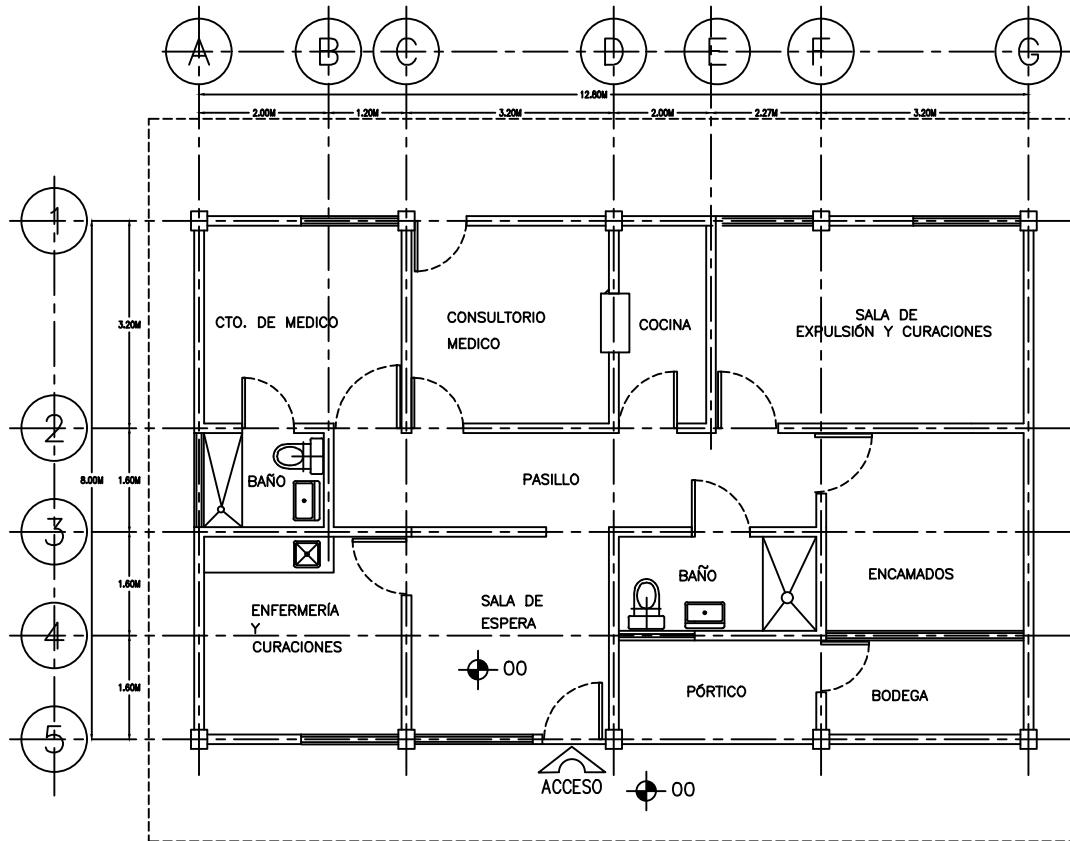 A B C D E F G
12.80M
2.00M 1.20M 3.20M 2.00M 2.27M 3.20M
1
2
3
4
5
3.20M
8.00M
1.60M
1.60M
1.60M
CTO. DE MEDICO
CONSULTORIO
MEDICO
COCINA
SALA DE
EXPULSIÓN Y CURACIONES
BAÑO
PASILLO
ENFERMERÍA
Y
CURACIONES
SALA DE
ESPERA
BAÑO
ENCAMADOS
00
PÓRTICO
BODEGA
ACCESO
00